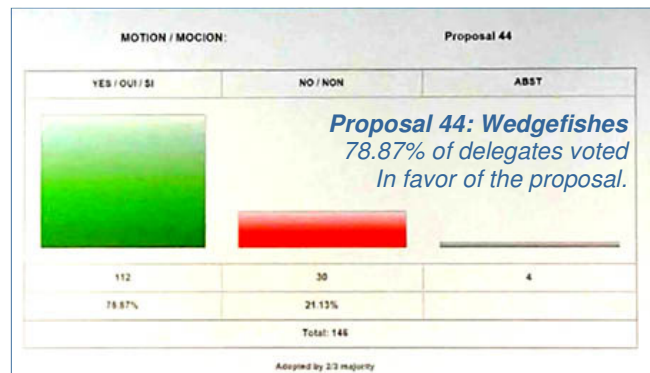 MOTION / MOCION: Proposal 44
YES / OUI / SI NO / NON ABST
Proposal 44: Wedgefishes
78.87% of delegates voted
In favor of the proposal.
112 30 4
78.87% 21.13%
Total: 146
Adopted by 2/3 majority